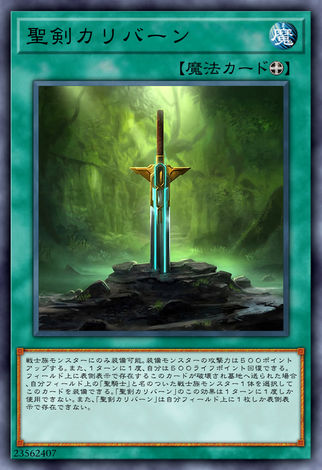 聖剣カリバーン
魔
【魔法カード】
戦士族モンスターにのみ装備可能。装備モンスターの攻撃力は５００ポイント
アップする。また、１ターンに１度、自分は５００ライフポイント回復できる。
フィールド上に表側表示で存在するこのカードが破壊され墓地へ送られた場合、
自分フィールド上の「聖騎士」と名のついた戦士族モンスター１体を選択して
このカードを装備できる。「聖剣カリバーン」のこの効果は１ターンに１度しか
使用できない。また、「聖剣カリバーン」は自分フィールド上に１枚しか表側表
示で存在できない。
23562407